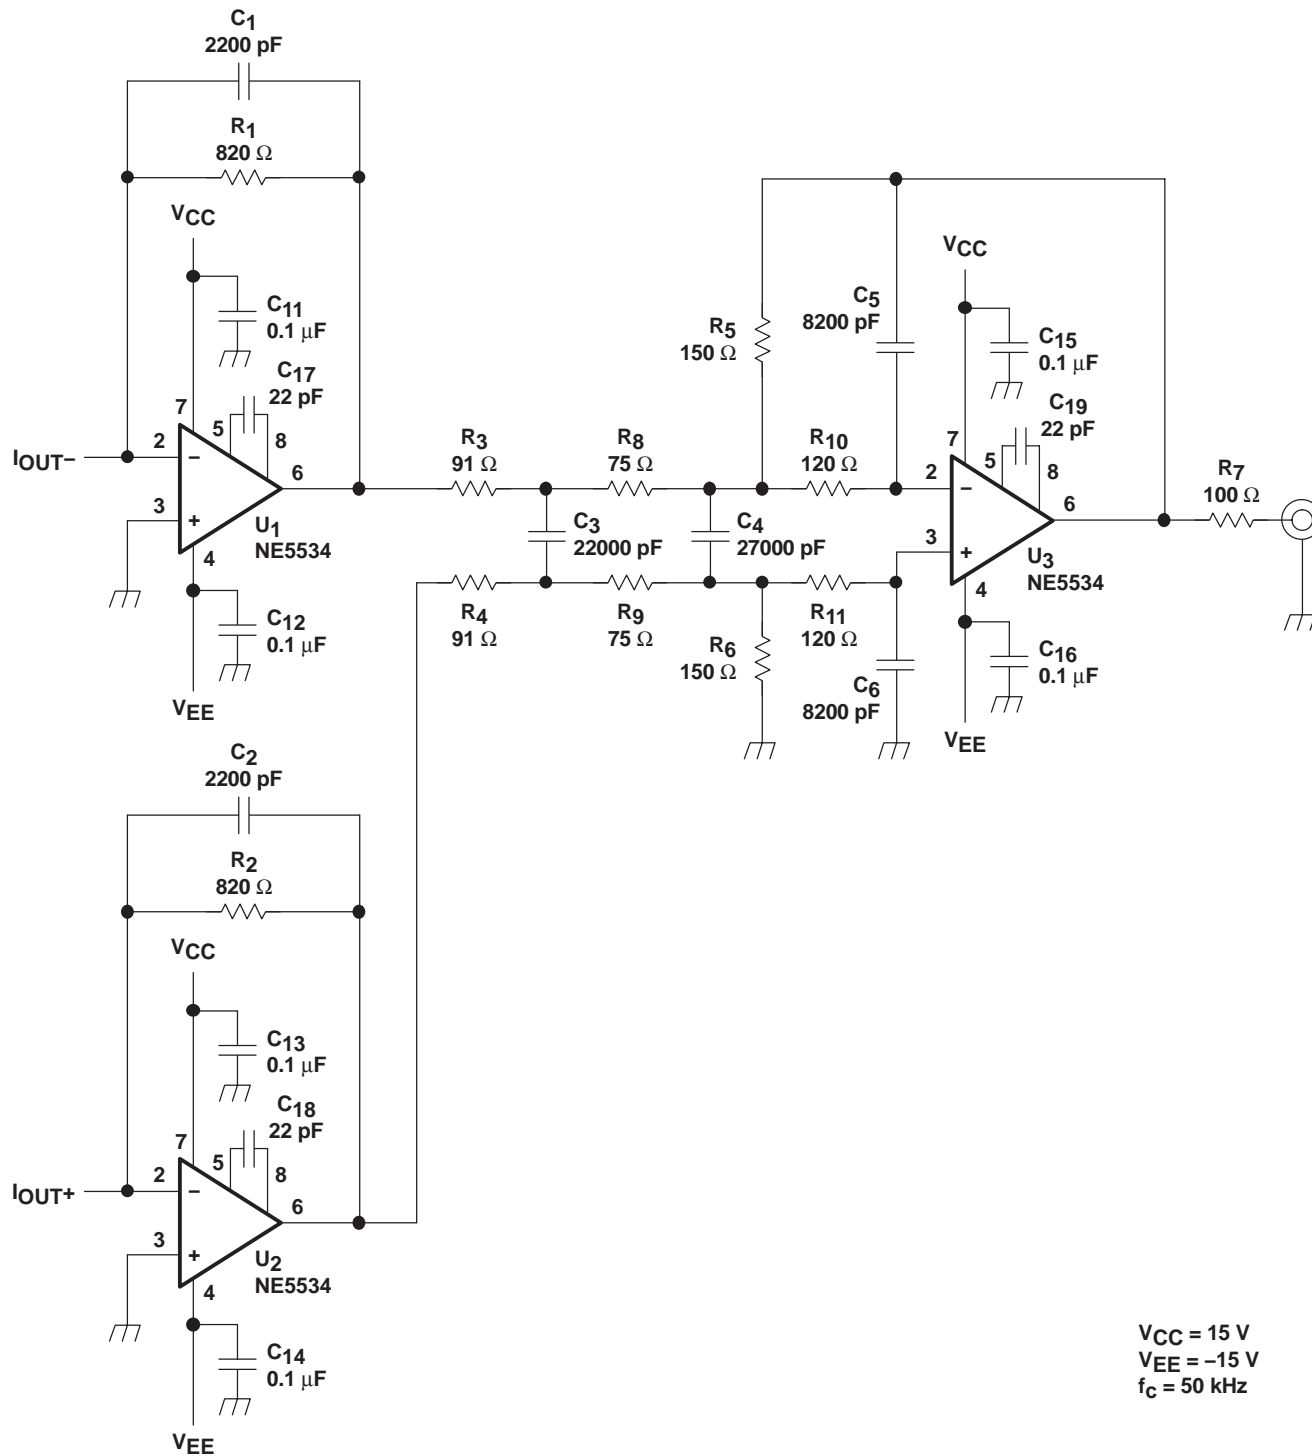 C1
2200 pF
R1
820 Ω
VCC
C11
0.1 μF
C17
22 pF
7
5
8
2
IOUT–
–
6
3
+
U1
NE5534
4
C12
0.1 μF
VEE
R3
91 Ω
R8
75 Ω
R10
120 Ω
C3
22000 pF
C4
27000 pF
R4
91 Ω
R9
75 Ω
R11
120 Ω
R5
150 Ω
C5
8200 pF
R6
150 Ω
C6
8200 pF
VCC
C15
0.1 μF
C19
22 pF
7
5
8
2
–
6
3
+
U3
NE5534
4
C16
0.1 μF
VEE
R7
100 Ω
C2
2200 pF
R2
820 Ω
VCC
C13
0.1 μF
C18
22 pF
7
5
8
2
IOUT+
–
6
3
+
U2
NE5534
4
C14
0.1 μF
VEE
VCC = 15 V
VEE = –15 V
fc = 50 kHz